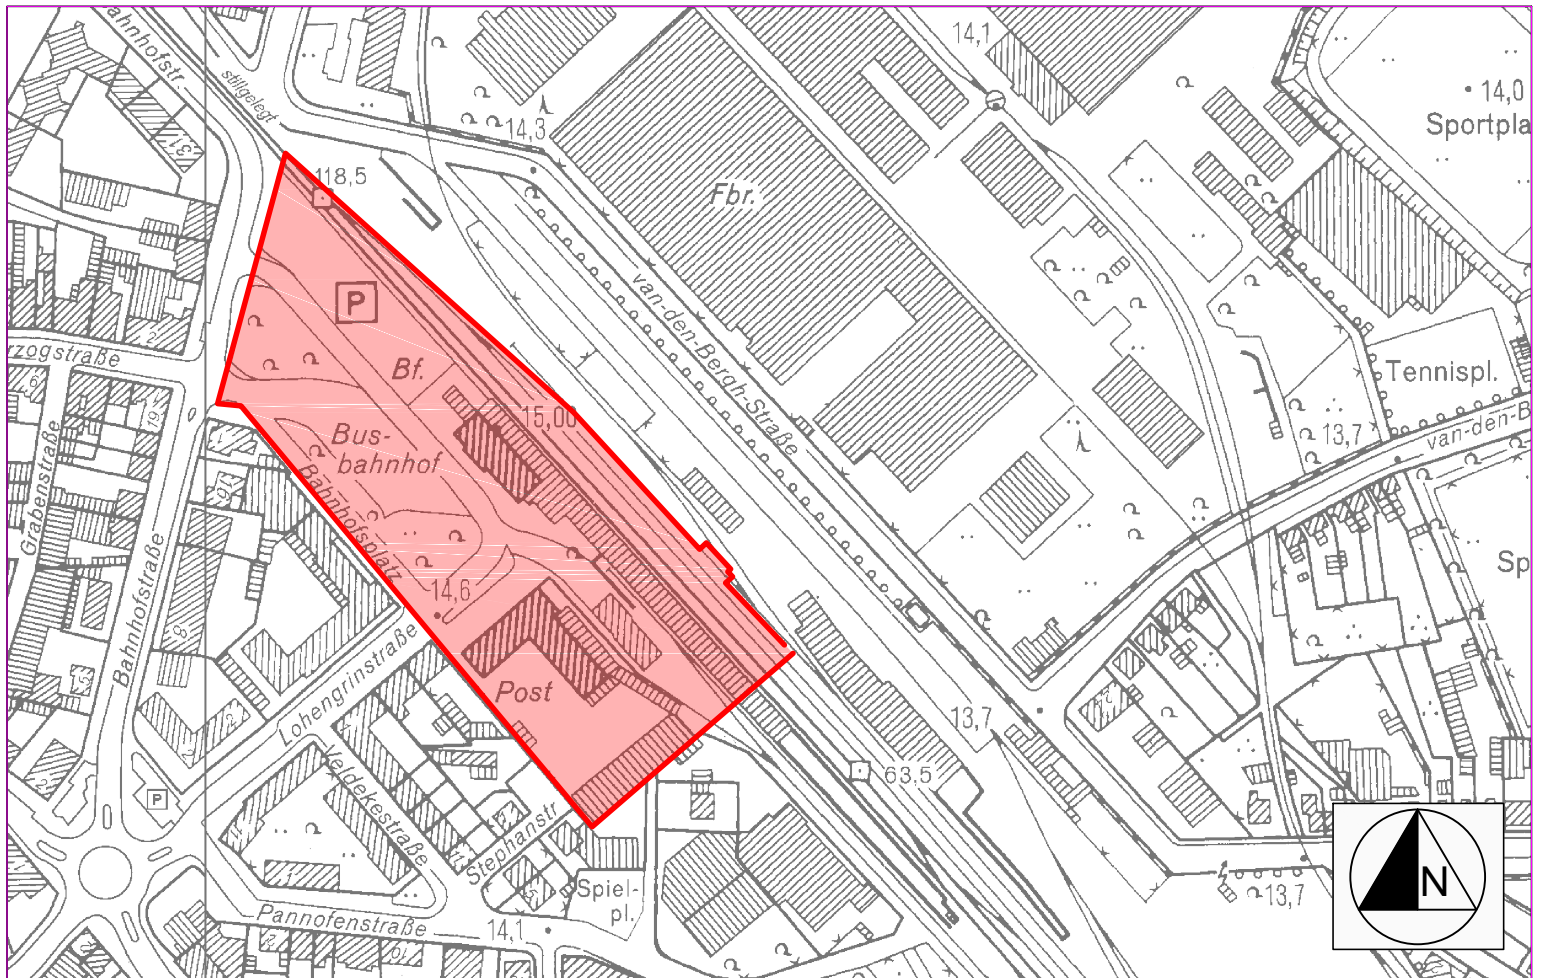 Bahnhofstr.
stillgelegt
14,1
14,0
Sportpla
14,3
118,5
Fbr.
31
P
van-den-Bergh-Straße
rzogstraße
Bf.
Tennispl.
15,00
13,7
van-den-B
Bus-
bahnhof
Grabenstraße
Bahnhofsplatz
Bahnhofstraße
14,6
Sp
Lohengrinstraße
Post
13,7
Veldekestraße
63,5
P
Stephanstr
N
Spiel-
pl.
13,7
Pannofenstraße
14,1